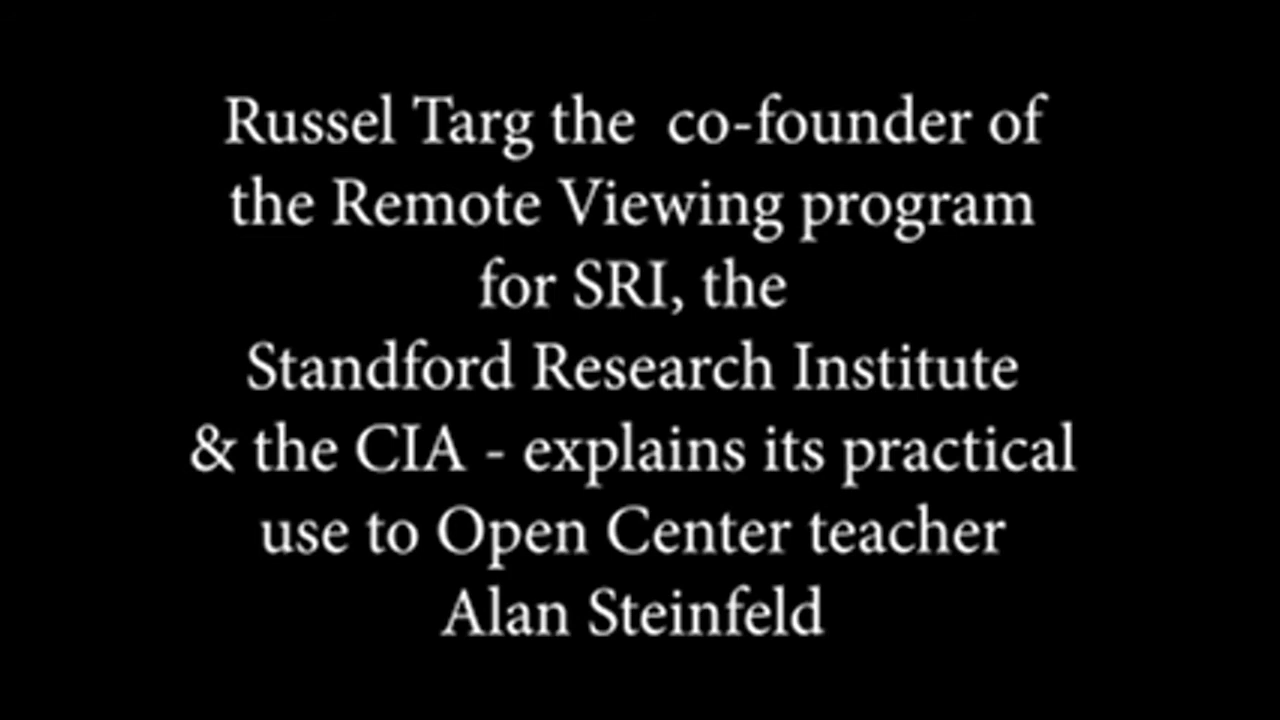 Russel Targ the  co-founder of
the Remote Viewing program
for SRI, the
Standford Research Institute
& the CIA - explains its practical
use to Open Center teacher
Alan Steinfeld